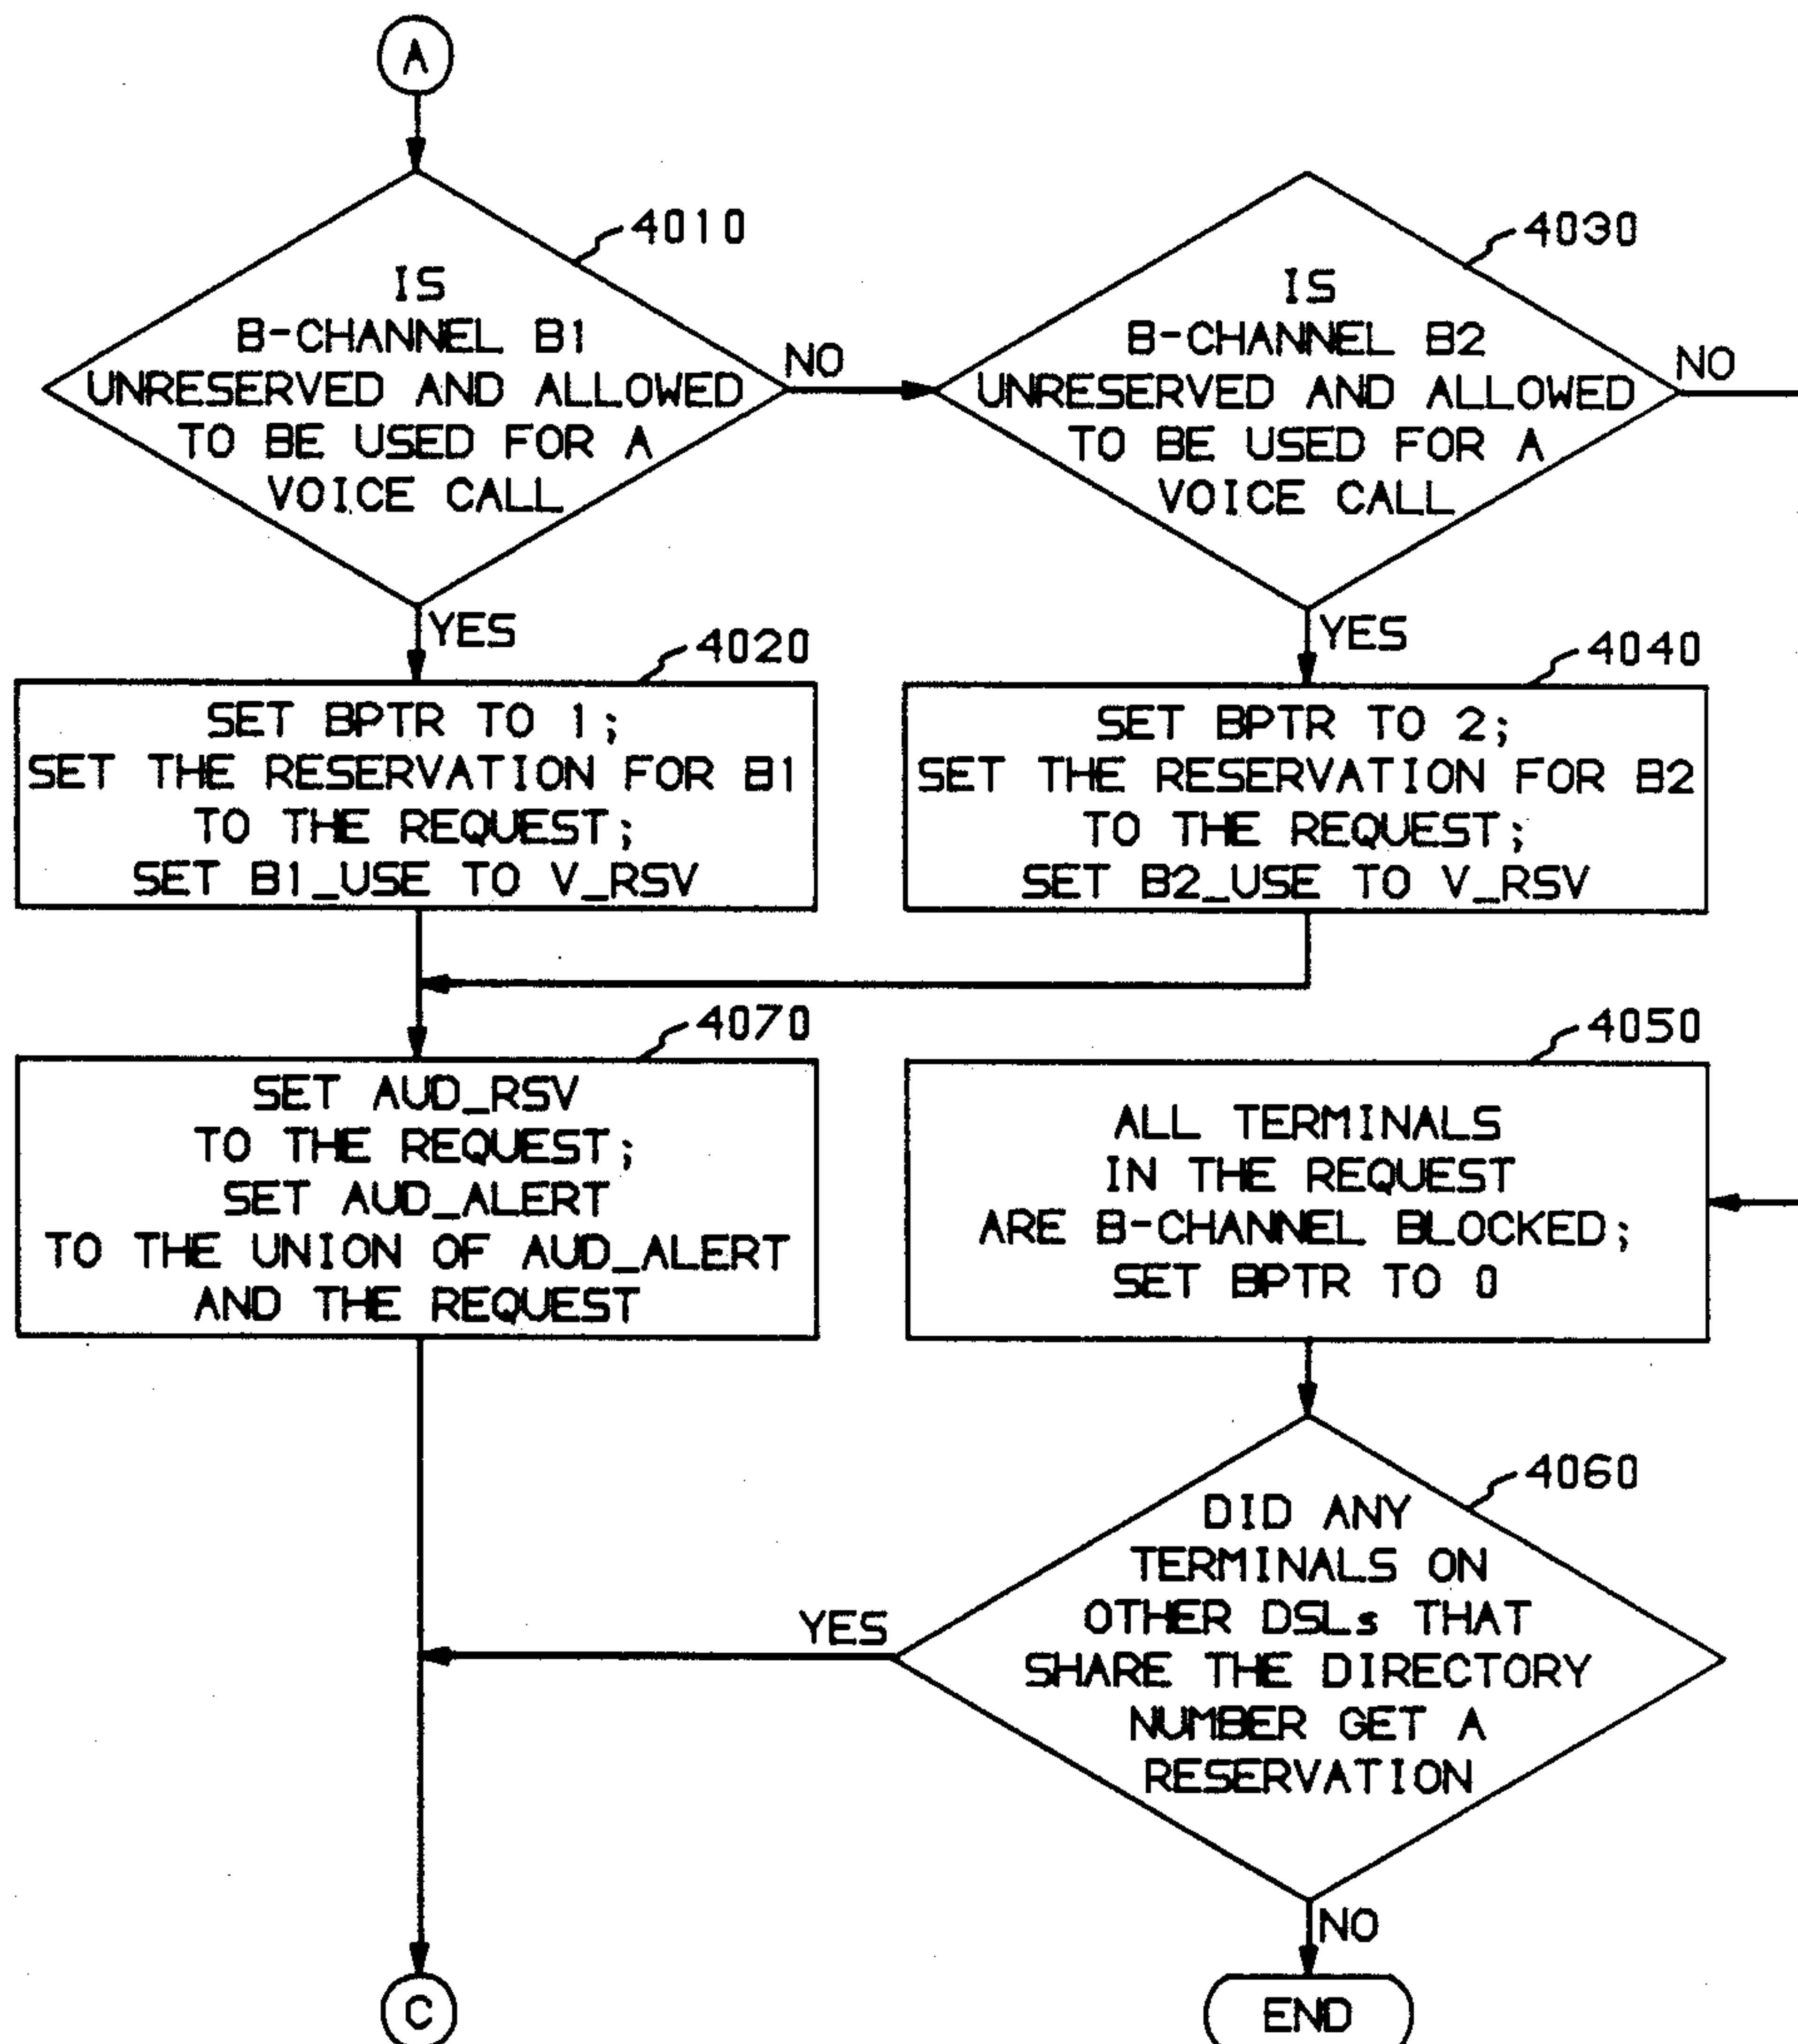 A
4010
IS
B-CHANNEL B1
UNRESERVED AND ALLOWED
TO BE USED FOR A
VOICE CALL
NO
YES
4030
IS
B-CHANNEL B2
UNRESERVED AND ALLOWED
TO BE USED FOR A
VOICE CALL
NO
YES
4020
SET BPTR TO 1;
SET THE RESERVATION FOR B1
TO THE REQUEST;
SET B1_USE TO V_RSV
4040
SET BPTR TO 2;
SET THE RESERVATION FOR B2
TO THE REQUEST;
SET B2_USE TO V_RSV
4070
SET AUD_RSV
TO THE REQUEST;
SET AUD_ALERT
TO THE UNION OF AUD_ALERT
AND THE REQUEST
4050
ALL TERMINALS
IN THE REQUEST
ARE B-CHANNEL BLOCKED;
SET BPTR TO 0
4060
DID ANY
TERMINALS ON
OTHER DSLs THAT
SHARE THE DIRECTORY
NUMBER GET A
RESERVATION
YES
NO
C
END